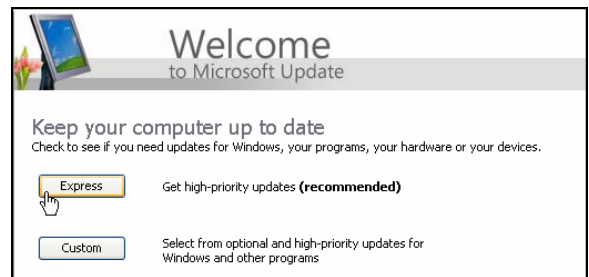 Welcome
to Microsoft Update
Keep your computer up to date
Check to see if you need updates for Windows, your programs, your hardware or your devices.
Express
Get high-priority updates (recommended)
Custom
Select from optional and high-priority updates for
Windows and other programs